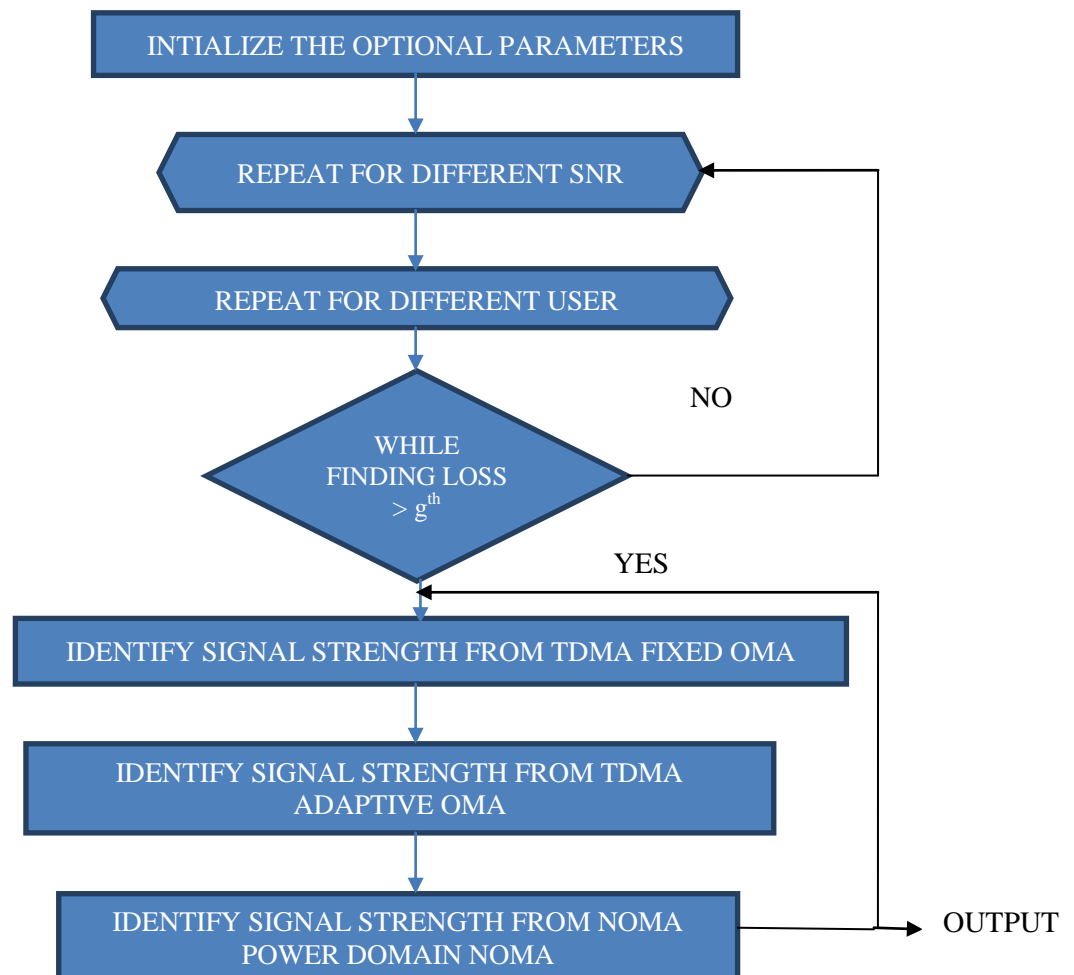 INTIALIZE THE OPTIONAL PARAMETERS
REPEAT FOR DIFFERENT SNR
REPEAT FOR DIFFERENT USER
NO
WHILE
FINDING LOSS
> g^th
YES
IDENTIFY SIGNAL STRENGTH FROM TDMA FIXED OMA
IDENTIFY SIGNAL STRENGTH FROM TDMA
ADAPTIVE OMA
IDENTIFY SIGNAL STRENGTH FROM NOMA
POWER DOMAIN NOMA
OUTPUT